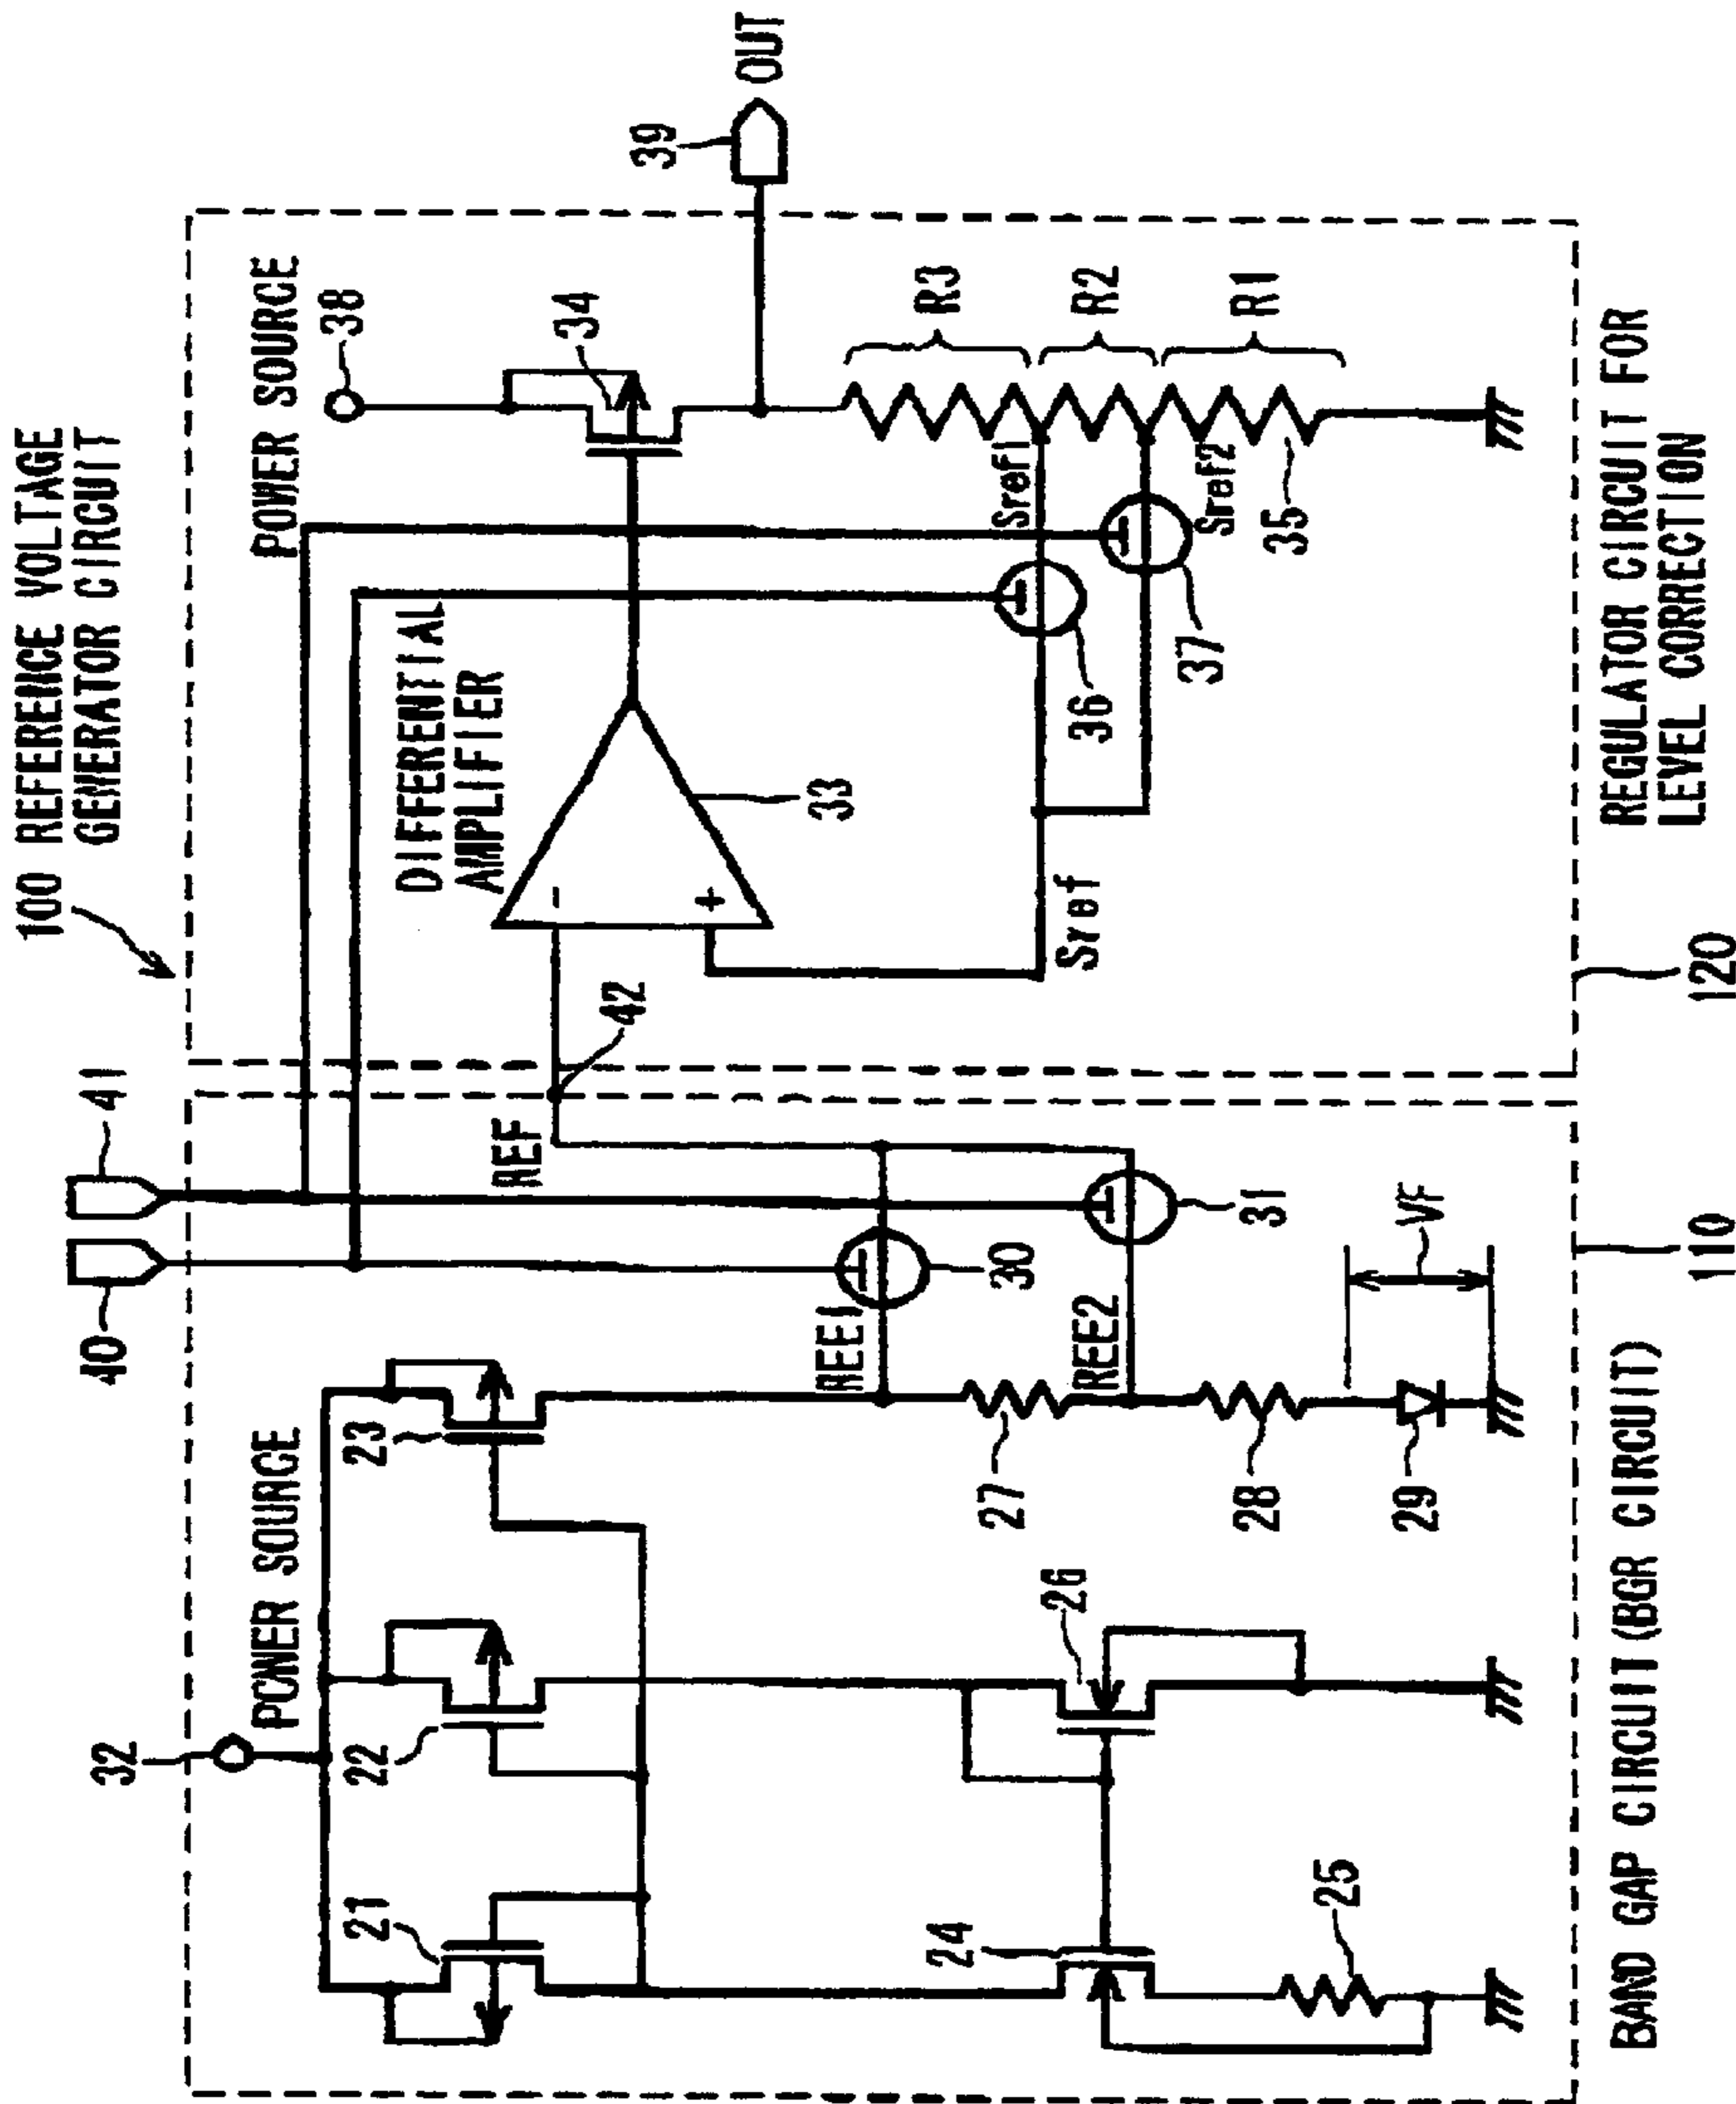 100 REFERENCE VOLTAGE
GENERATOR CIRCUIT
40
41
32
POWER SOURCE
21
22
23
24
25
26
27
28
29
30
31
REE1
REE2
VF
REF
42
110
BAND GAP CIRCUIT (BGR CIRCUIT)
DIFFERENTIAL
AMPLIFIER
-
+
33
Sref
POWER SOURCE
38
34
36
37
Sref1
Sref2
35
R3
R2
R1
39
OUT
120
REGULATOR CIRCUIT FOR
LEVEL CORRECTION